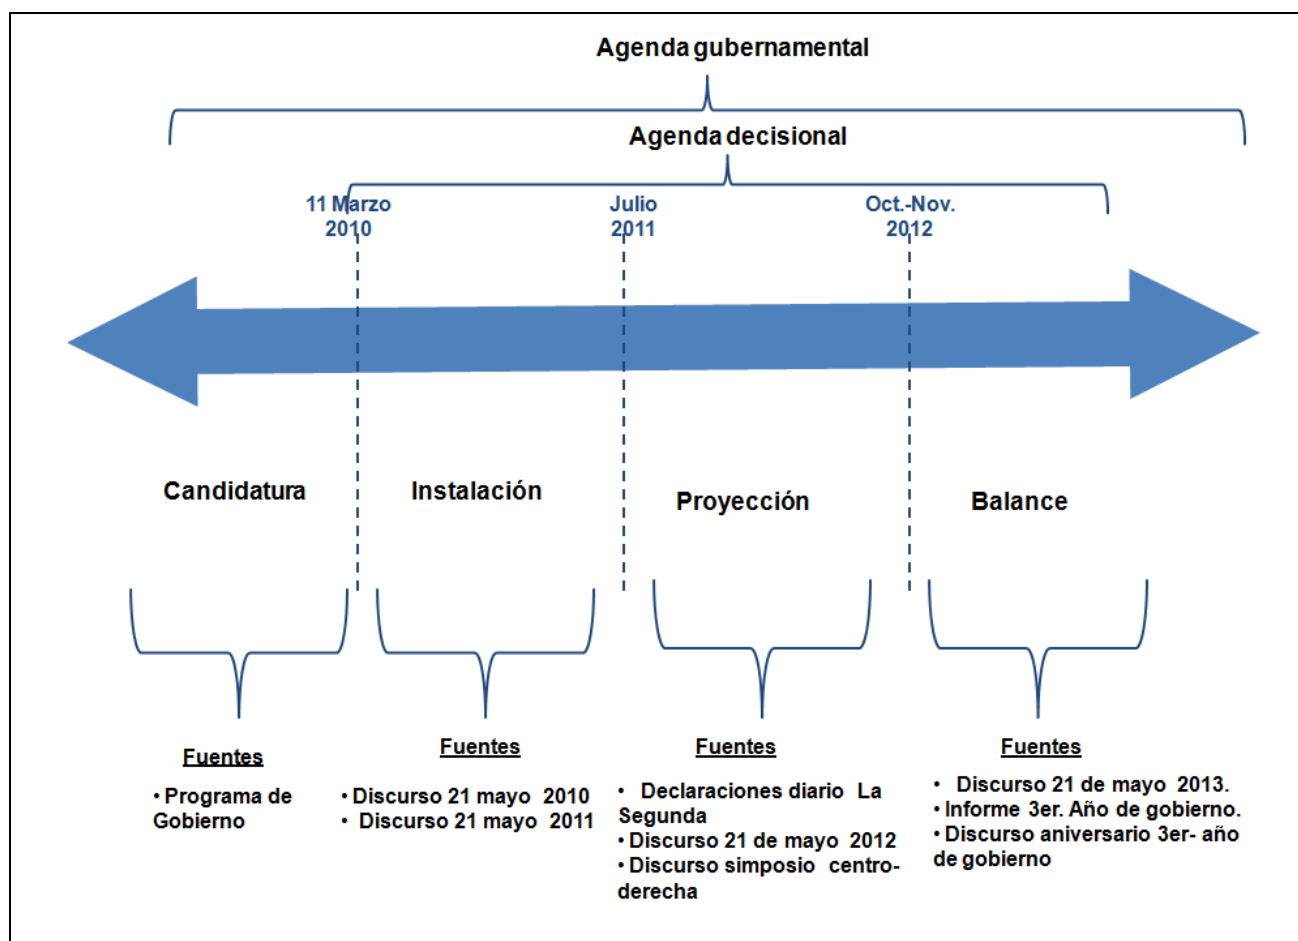 Agenda gubernamental
Agenda decisional
11 Marzo
2010
Julio
2011
Oct.-Nov.
2012
Candidatura
Instalación
Proyección
Balance
Fuentes
• Programa de
Gobierno
Fuentes
• Discurso 21 mayo 2010
• Discurso 21 mayo 2011
Fuentes
• Declaraciones diario La
Segunda
• Discurso 21 de mayo 2012
• Discurso simposio centro-
derecha
Fuentes
• Discurso 21 de mayo 2013.
• Informe 3er. Año de gobierno.
• Discurso aniversario 3er- año
de gobierno